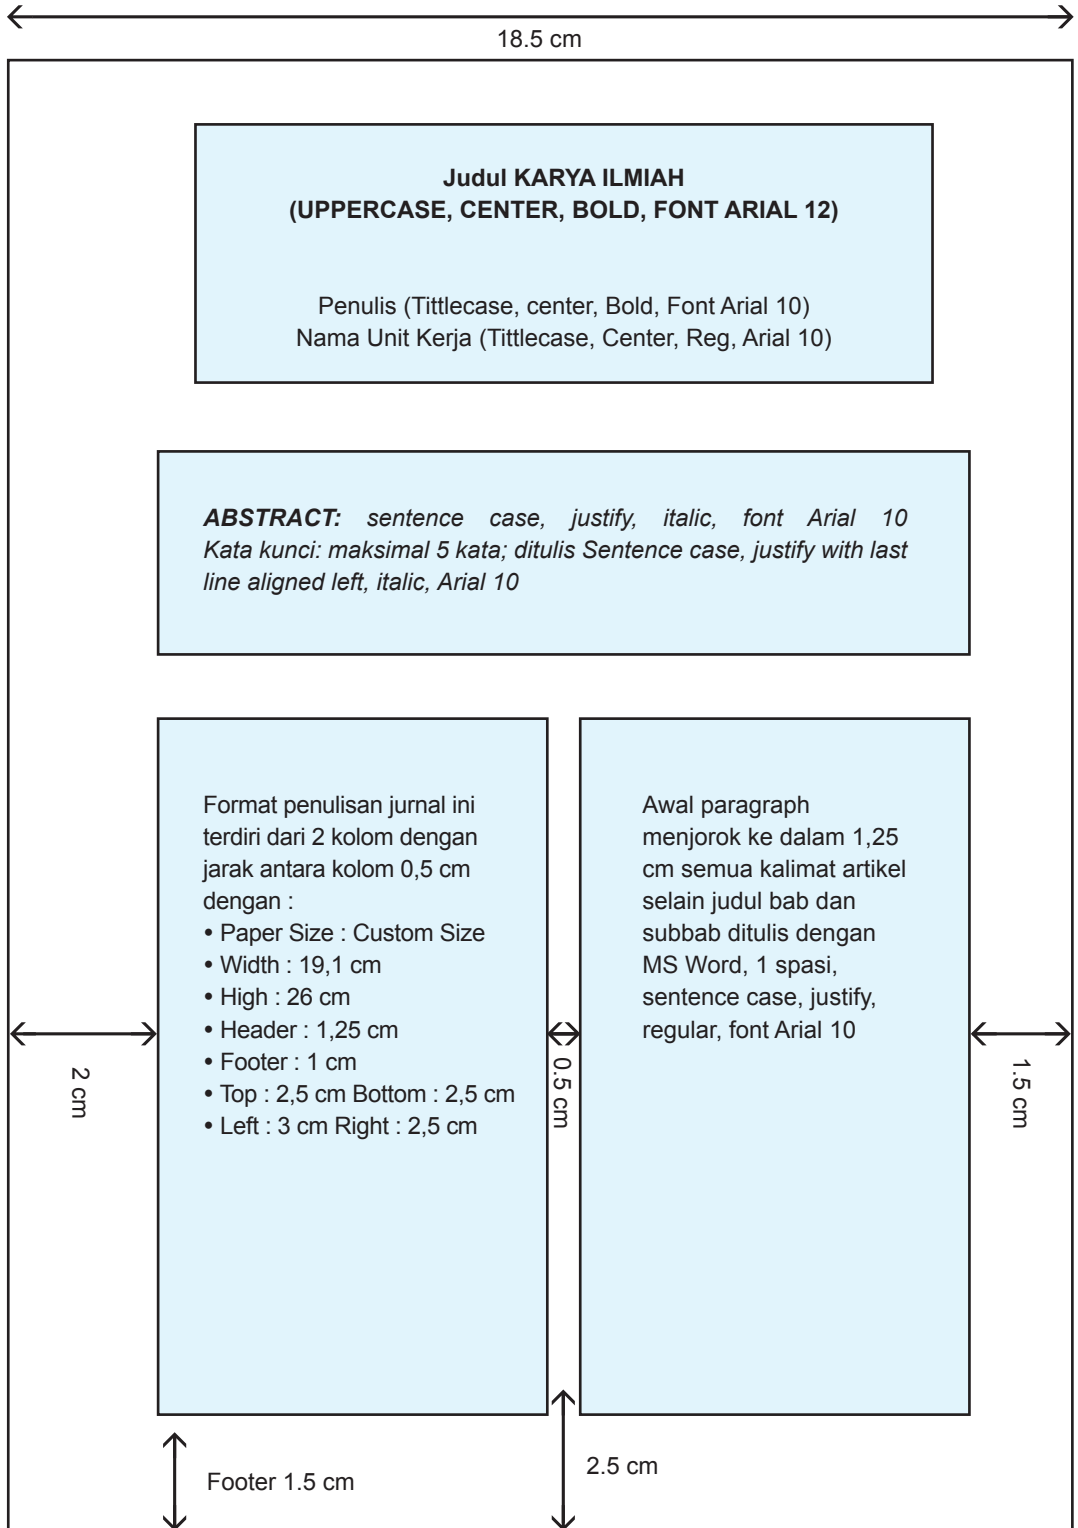 18.5 cm
Judul KARYA ILMIAH
(UPPERCASE, CENTER, BOLD, FONT ARIAL 12)
Penulis (Tittlecase, center, Bold, Font Arial 10)
Nama Unit Kerja (Tittlecase, Center, Reg, Arial 10)
ABSTRACT: sentence case, justify, italic, font Arial 10
Kata kunci: maksimal 5 kata; ditulis Sentence case, justify with last
line aligned left, italic, Arial 10
Format penulisan jurnal ini
terdiri dari 2 kolom dengan
jarak antara kolom 0,5 cm
dengan :
• Paper Size : Custom Size
• Width : 19,1 cm
• High : 26 cm
• Header : 1,25 cm
• Footer : 1 cm
• Top : 2,5 cm Bottom : 2,5 cm
• Left : 3 cm Right : 2,5 cm
Awal paragraph
menjorok ke dalam 1,25
cm semua kalimat artikel
selain judul bab dan
subbab ditulis dengan
MS Word, 1 spasi,
sentence case, justify,
regular, font Arial 10
2 cm
0.5 cm
1.5 cm
Footer 1.5 cm
2.5 cm